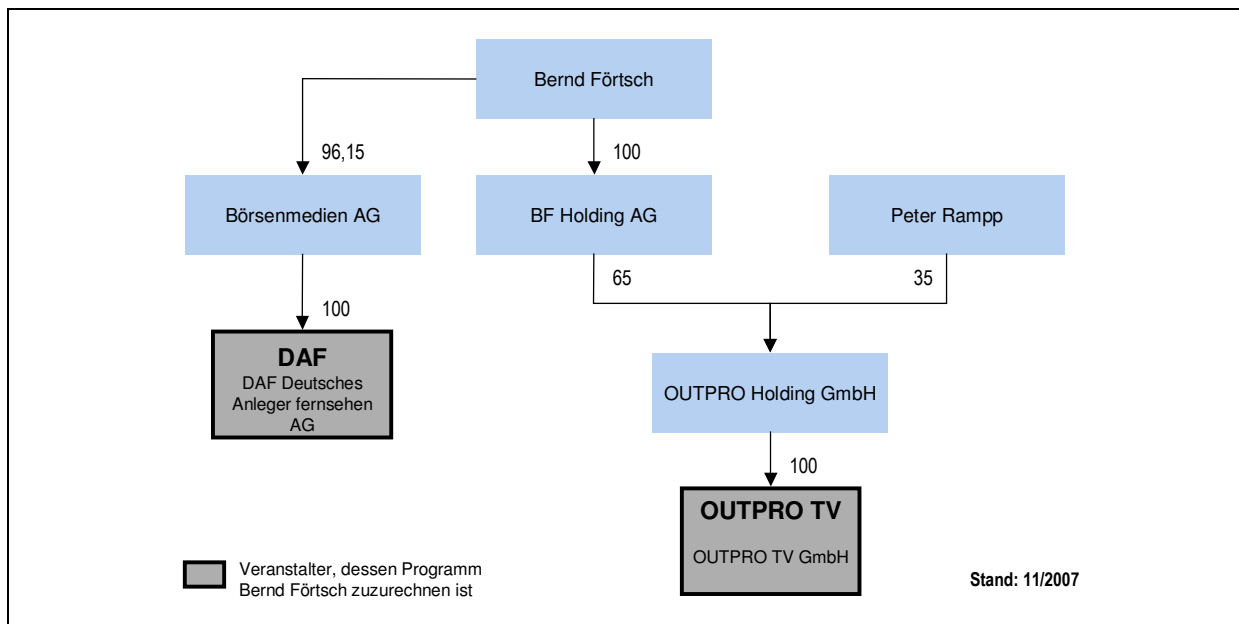 Bernd Förtsch
96,15
100
Börsenmedien AG
BF Holding AG
Peter Rampp
65
35
100
DAF
DAF Deutsches
Anleger fernsehen
AG
OUTPRO Holding GmbH
100
OUTPRO TV
OUTPRO TV GmbH
Veranstalter, dessen Programm
Bernd Förtsch zuzurechnen ist
Stand: 11/2007